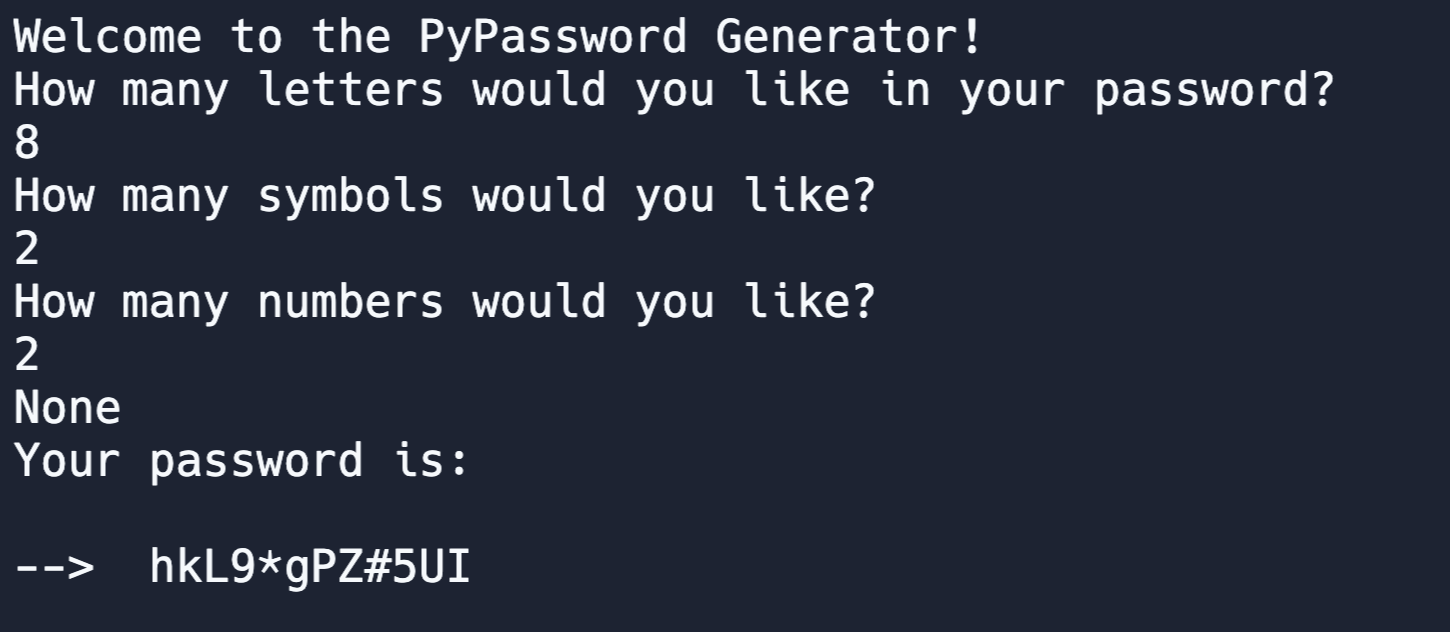 Welcome to the PyPassword Generator!
How many letters would you like in your password?
8
How many symbols would you like?
2
How many numbers would you like?
2
None
Your password is:
-->  hkL9*gPZ#5UI